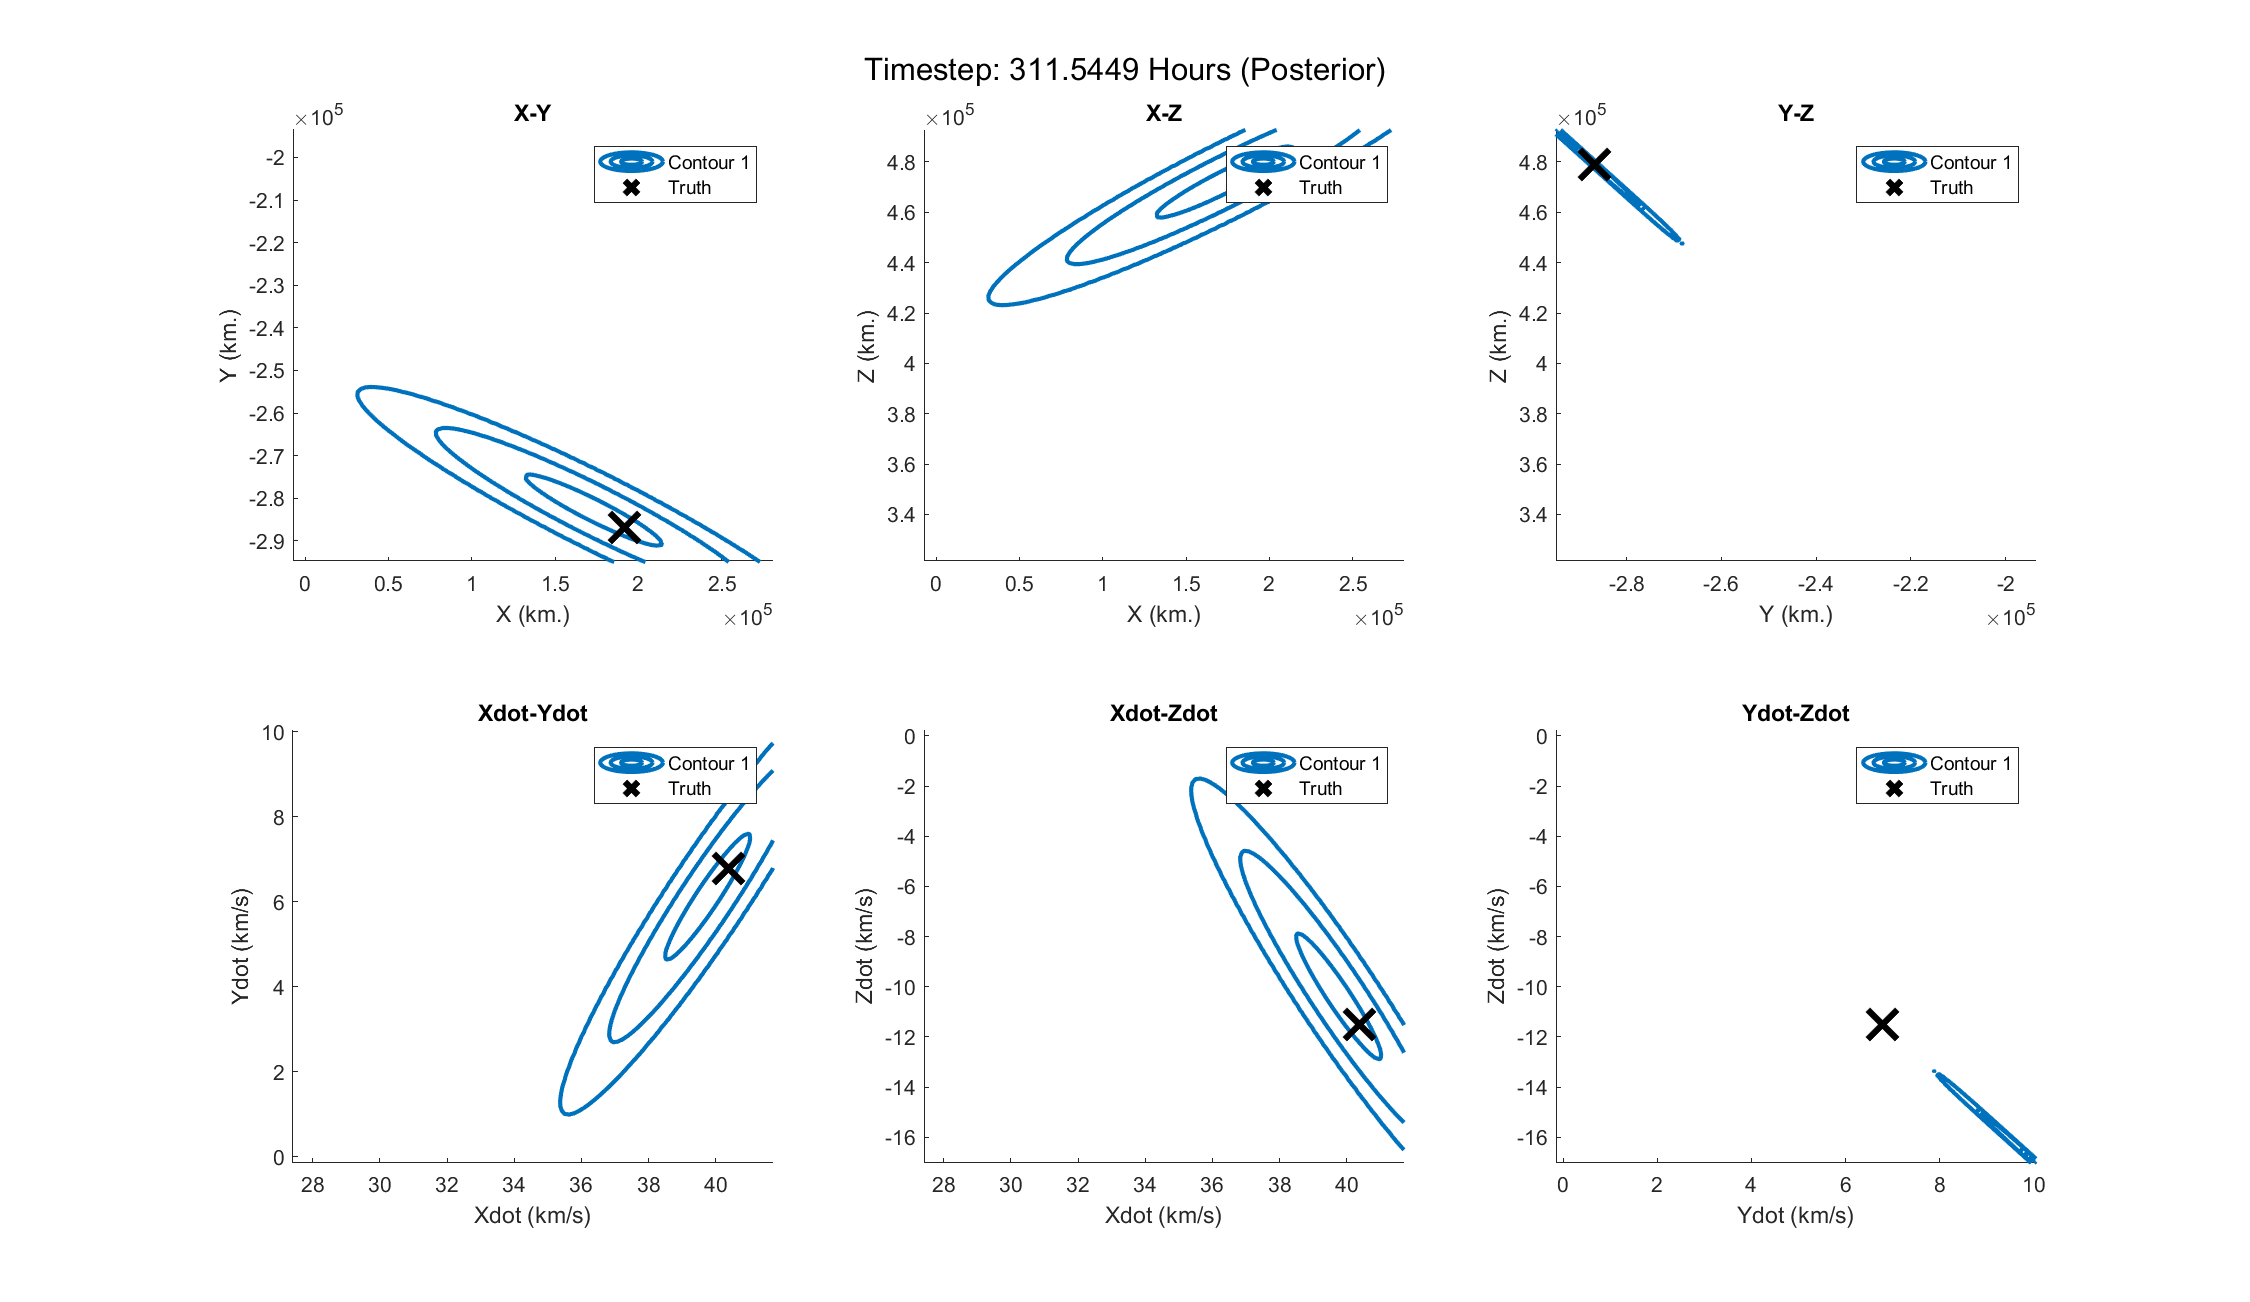 Timestep: 311.5449 Hours (Posterior)
X-Y
×10^5
-2
-2.1
-2.2
-2.3
-2.4
-2.5
-2.6
-2.7
-2.8
-2.9
Y (km.)
Contour 1
Truth
0 0.5 1 1.5 2 2.5
X (km.)
×10^5
X-Z
×10^5
4.8
4.6
4.4
4.2
4
3.8
3.6
3.4
Z (km.)
Contour 1
Truth
0 0.5 1 1.5 2 2.5
X (km.)
×10^5
Y-Z
×10^5
4.8
4.6
4.4
4.2
4
3.8
3.6
3.4
Z (km.)
Contour 1
Truth
-2.8 -2.6 -2.4 -2.2 -2
Y (km.)
×10^5
Xdot-Ydot
10
8
6
4
2
0
Ydot (km/s)
Contour 1
Truth
28 30 32 34 36 38 40
Xdot (km/s)
Xdot-Zdot
0
-2
-4
-6
-8
-10
-12
-14
-16
Zdot (km/s)
Contour 1
Truth
28 30 32 34 36 38 40
Xdot (km/s)
Ydot-Zdot
0
-2
-4
-6
-8
-10
-12
-14
-16
Zdot (km/s)
Contour 1
Truth
0 2 4 6 8 10
Ydot (km/s)